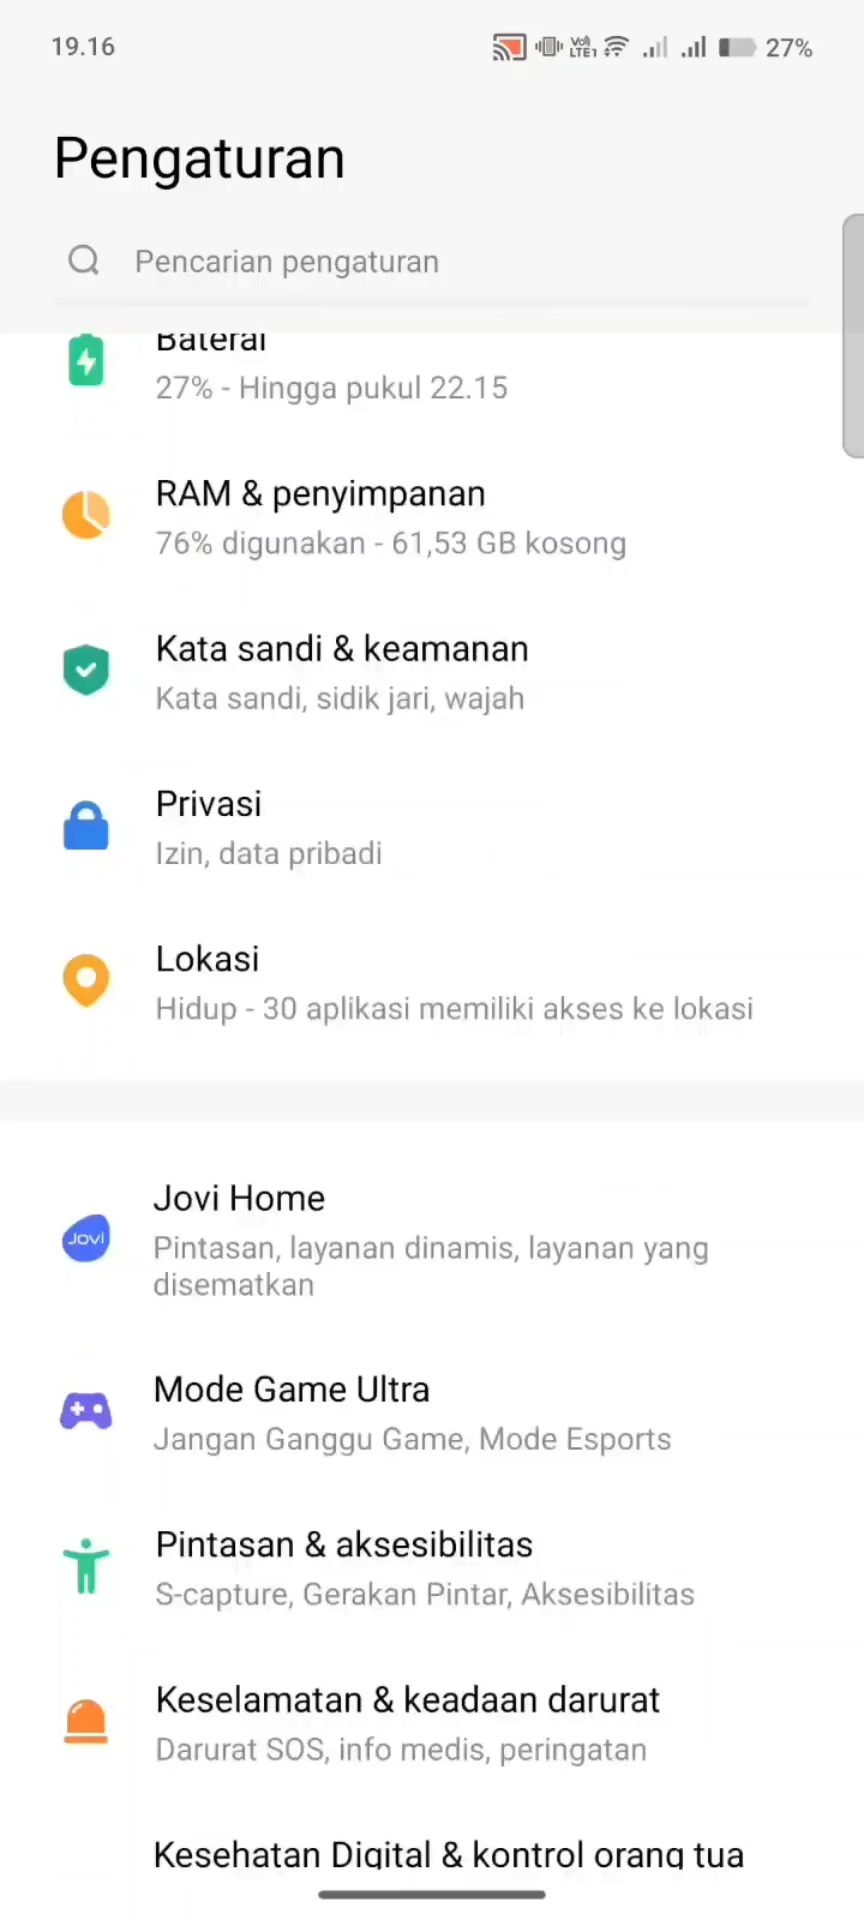 19.16
Vo)) LTE1
27%
Pengaturan
Pencarian pengaturan
Baterai
27% - Hingga pukul 22.15
RAM & penyimpanan
76% digunakan - 61,53 GB kosong
Kata sandi & keamanan
Kata sandi, sidik jari, wajah
Privasi
Izin, data pribadi
Lokasi
Hidup - 30 aplikasi memiliki akses ke lokasi
Jovi Home
Jovi
Pintasan, layanan dinamis, layanan yang
disematkan
Mode Game Ultra
Jangan Ganggu Game, Mode Esports
Pintasan & aksesibilitas
S-capture, Gerakan Pintar, Aksesibilitas
Keselamatan & keadaan darurat
Darurat SOS, info medis, peringatan
Kesehatan Digital & kontrol orang tua